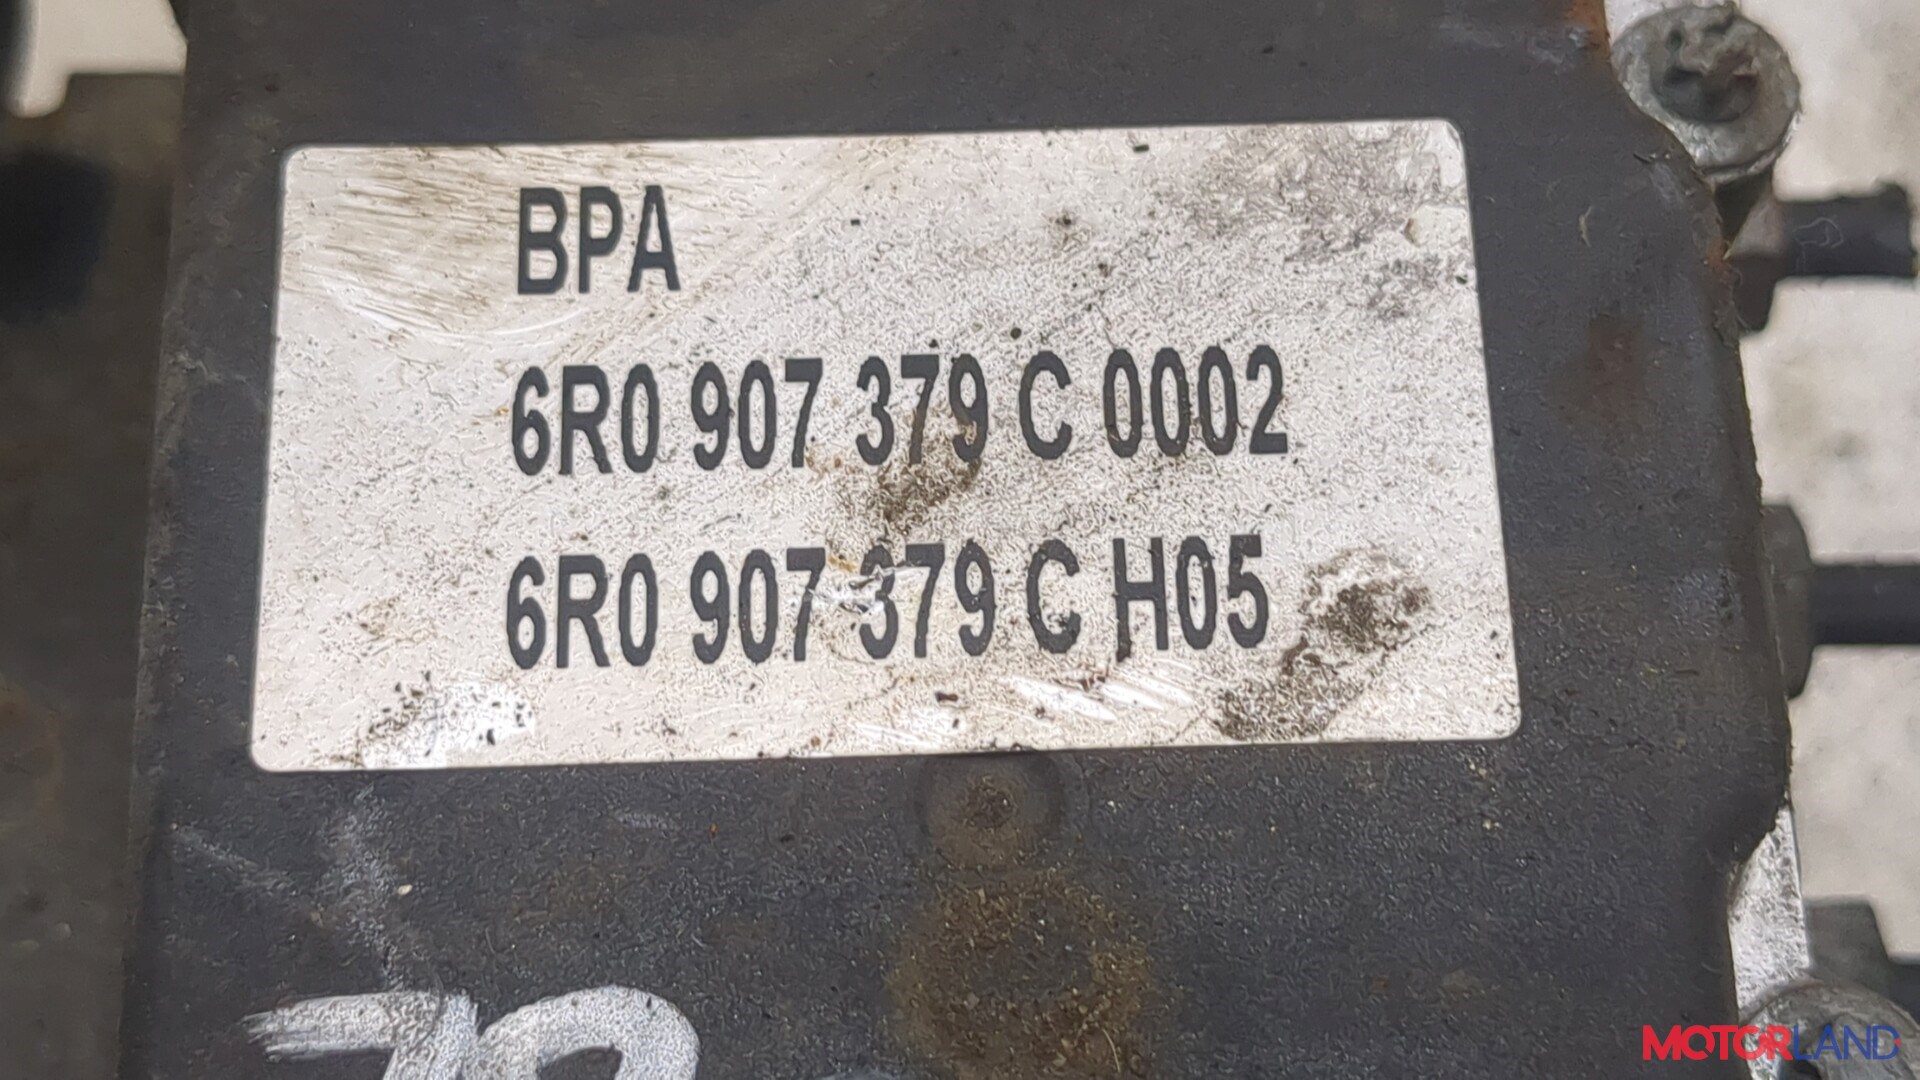 BPA
6R0 907 379 C 0002
6R0 907 379 C H05
MOTORLAND